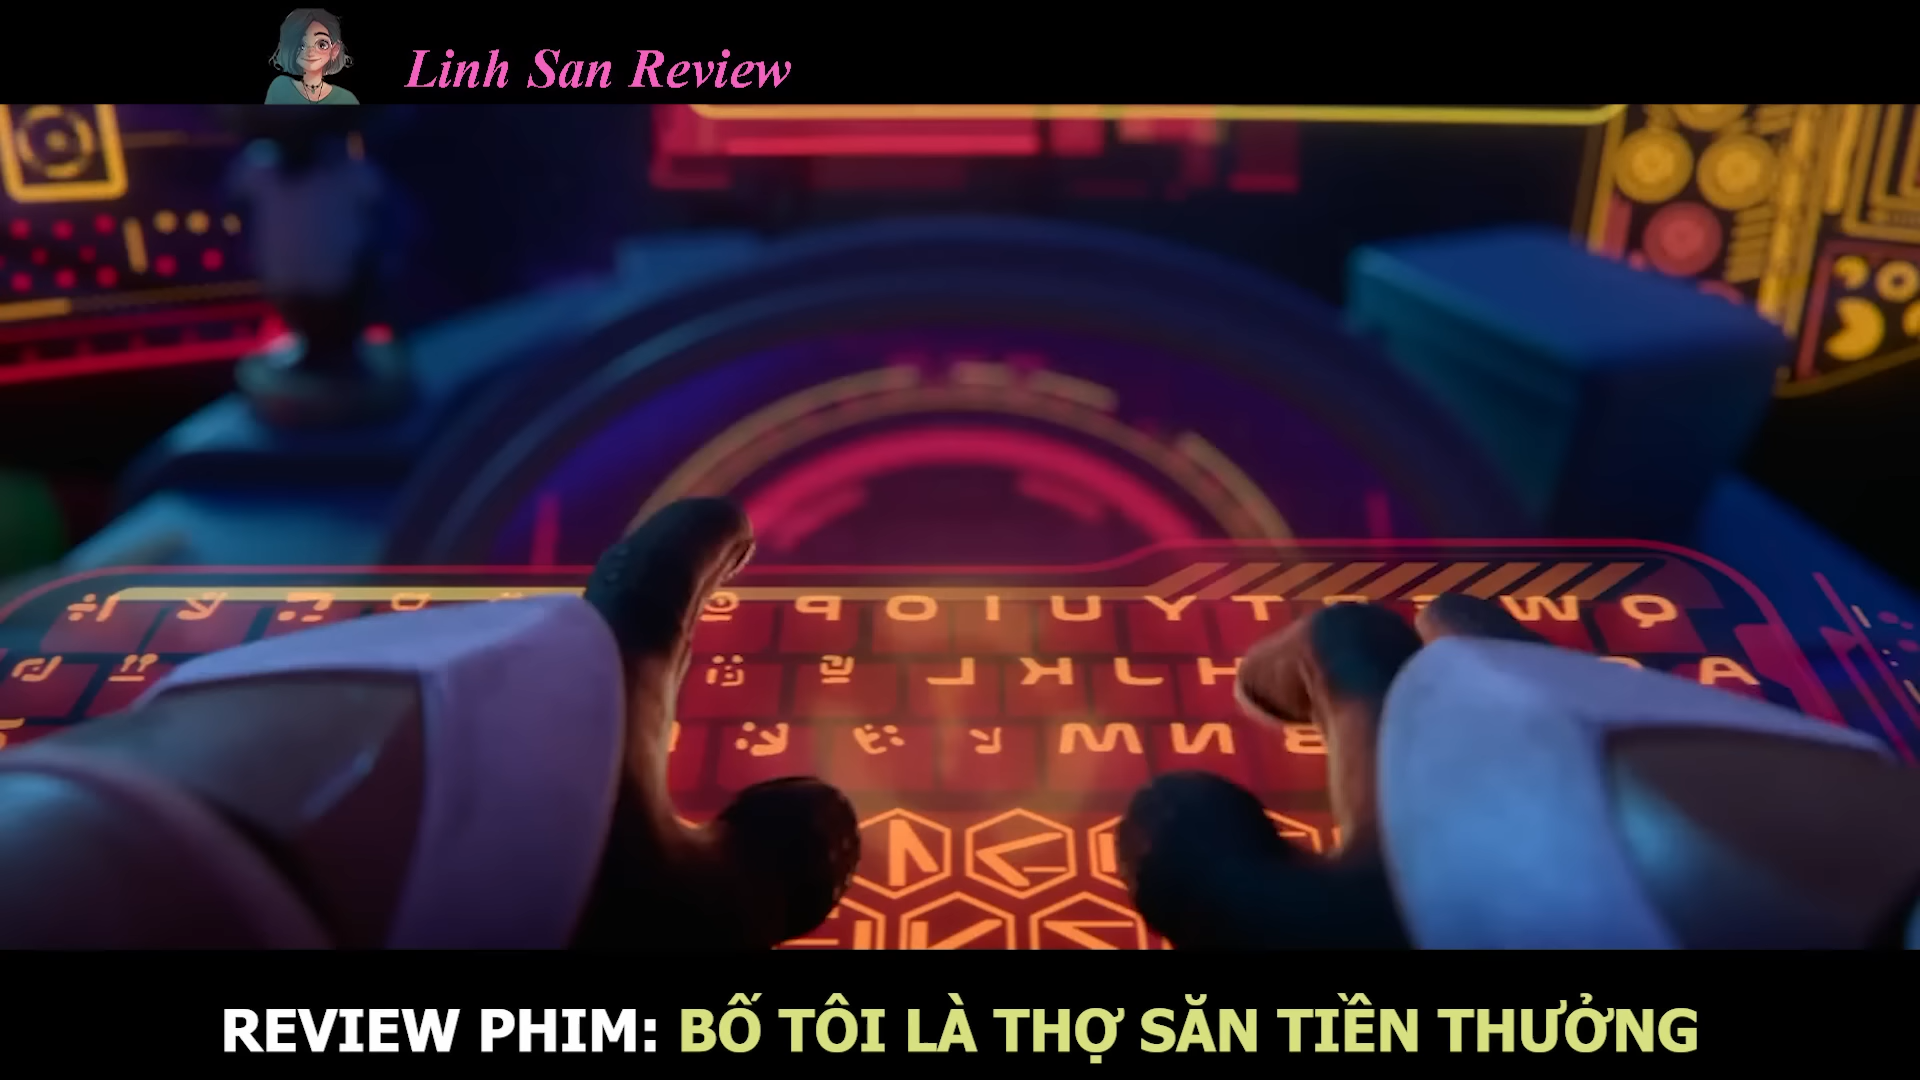 Linh San Review
P O I U Y T W Q
L K J H A
M N B
REVIEW PHIM: BỐ TÔI LÀ THỢ SĂN TIỀN THƯỞNG